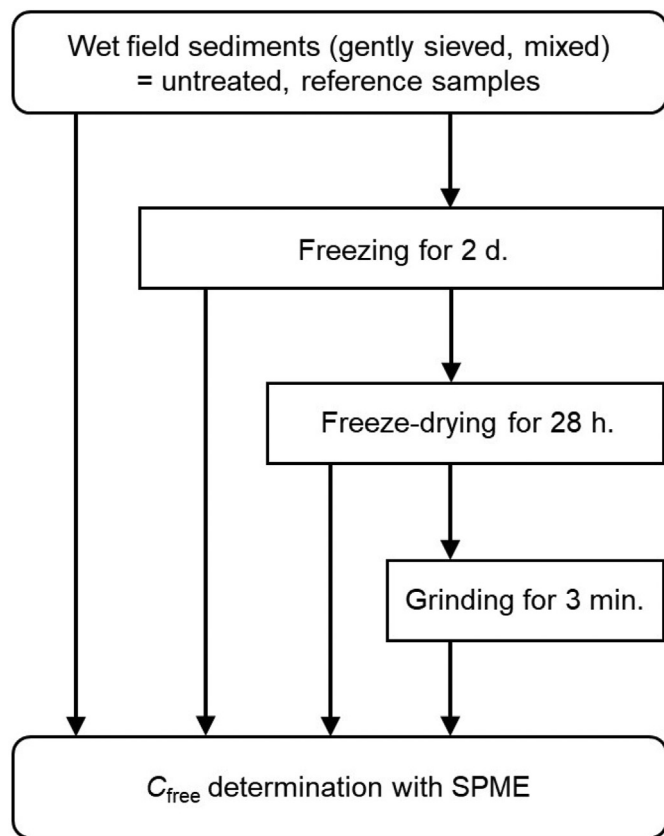 Wet field sediments (gently sieved, mixed)
= untreated, reference samples
Freezing for 2 d.
Freeze-drying for 28 h.
Grinding for 3 min.
Cfree determination with SPME